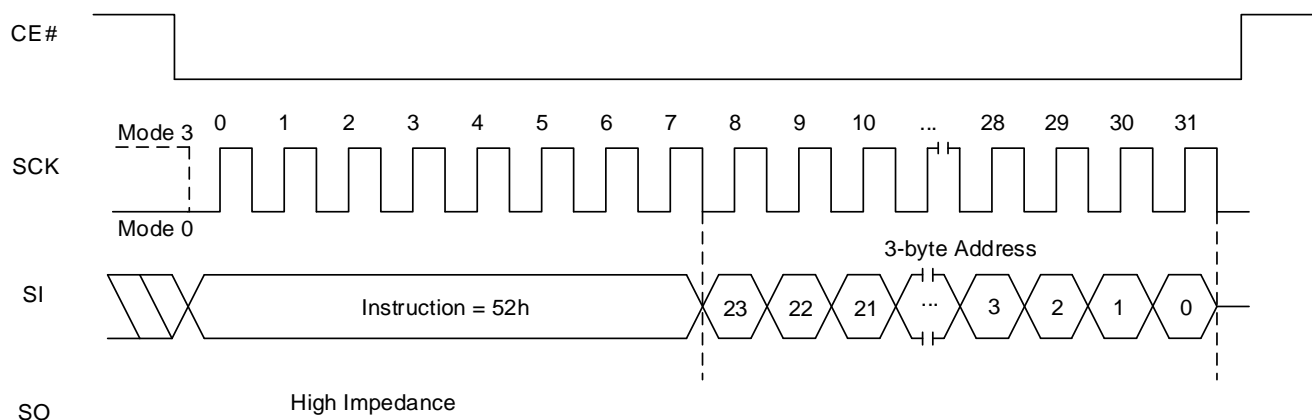 CE#
0 1 2 3 4 5 6 7 8 9 10 ... 28 29 30 31
Mode 3
SCK
Mode 0
3-byte Address
SI
Instruction = 52h 23 22 21 ... 3 2 1 0
High Impedance
SO